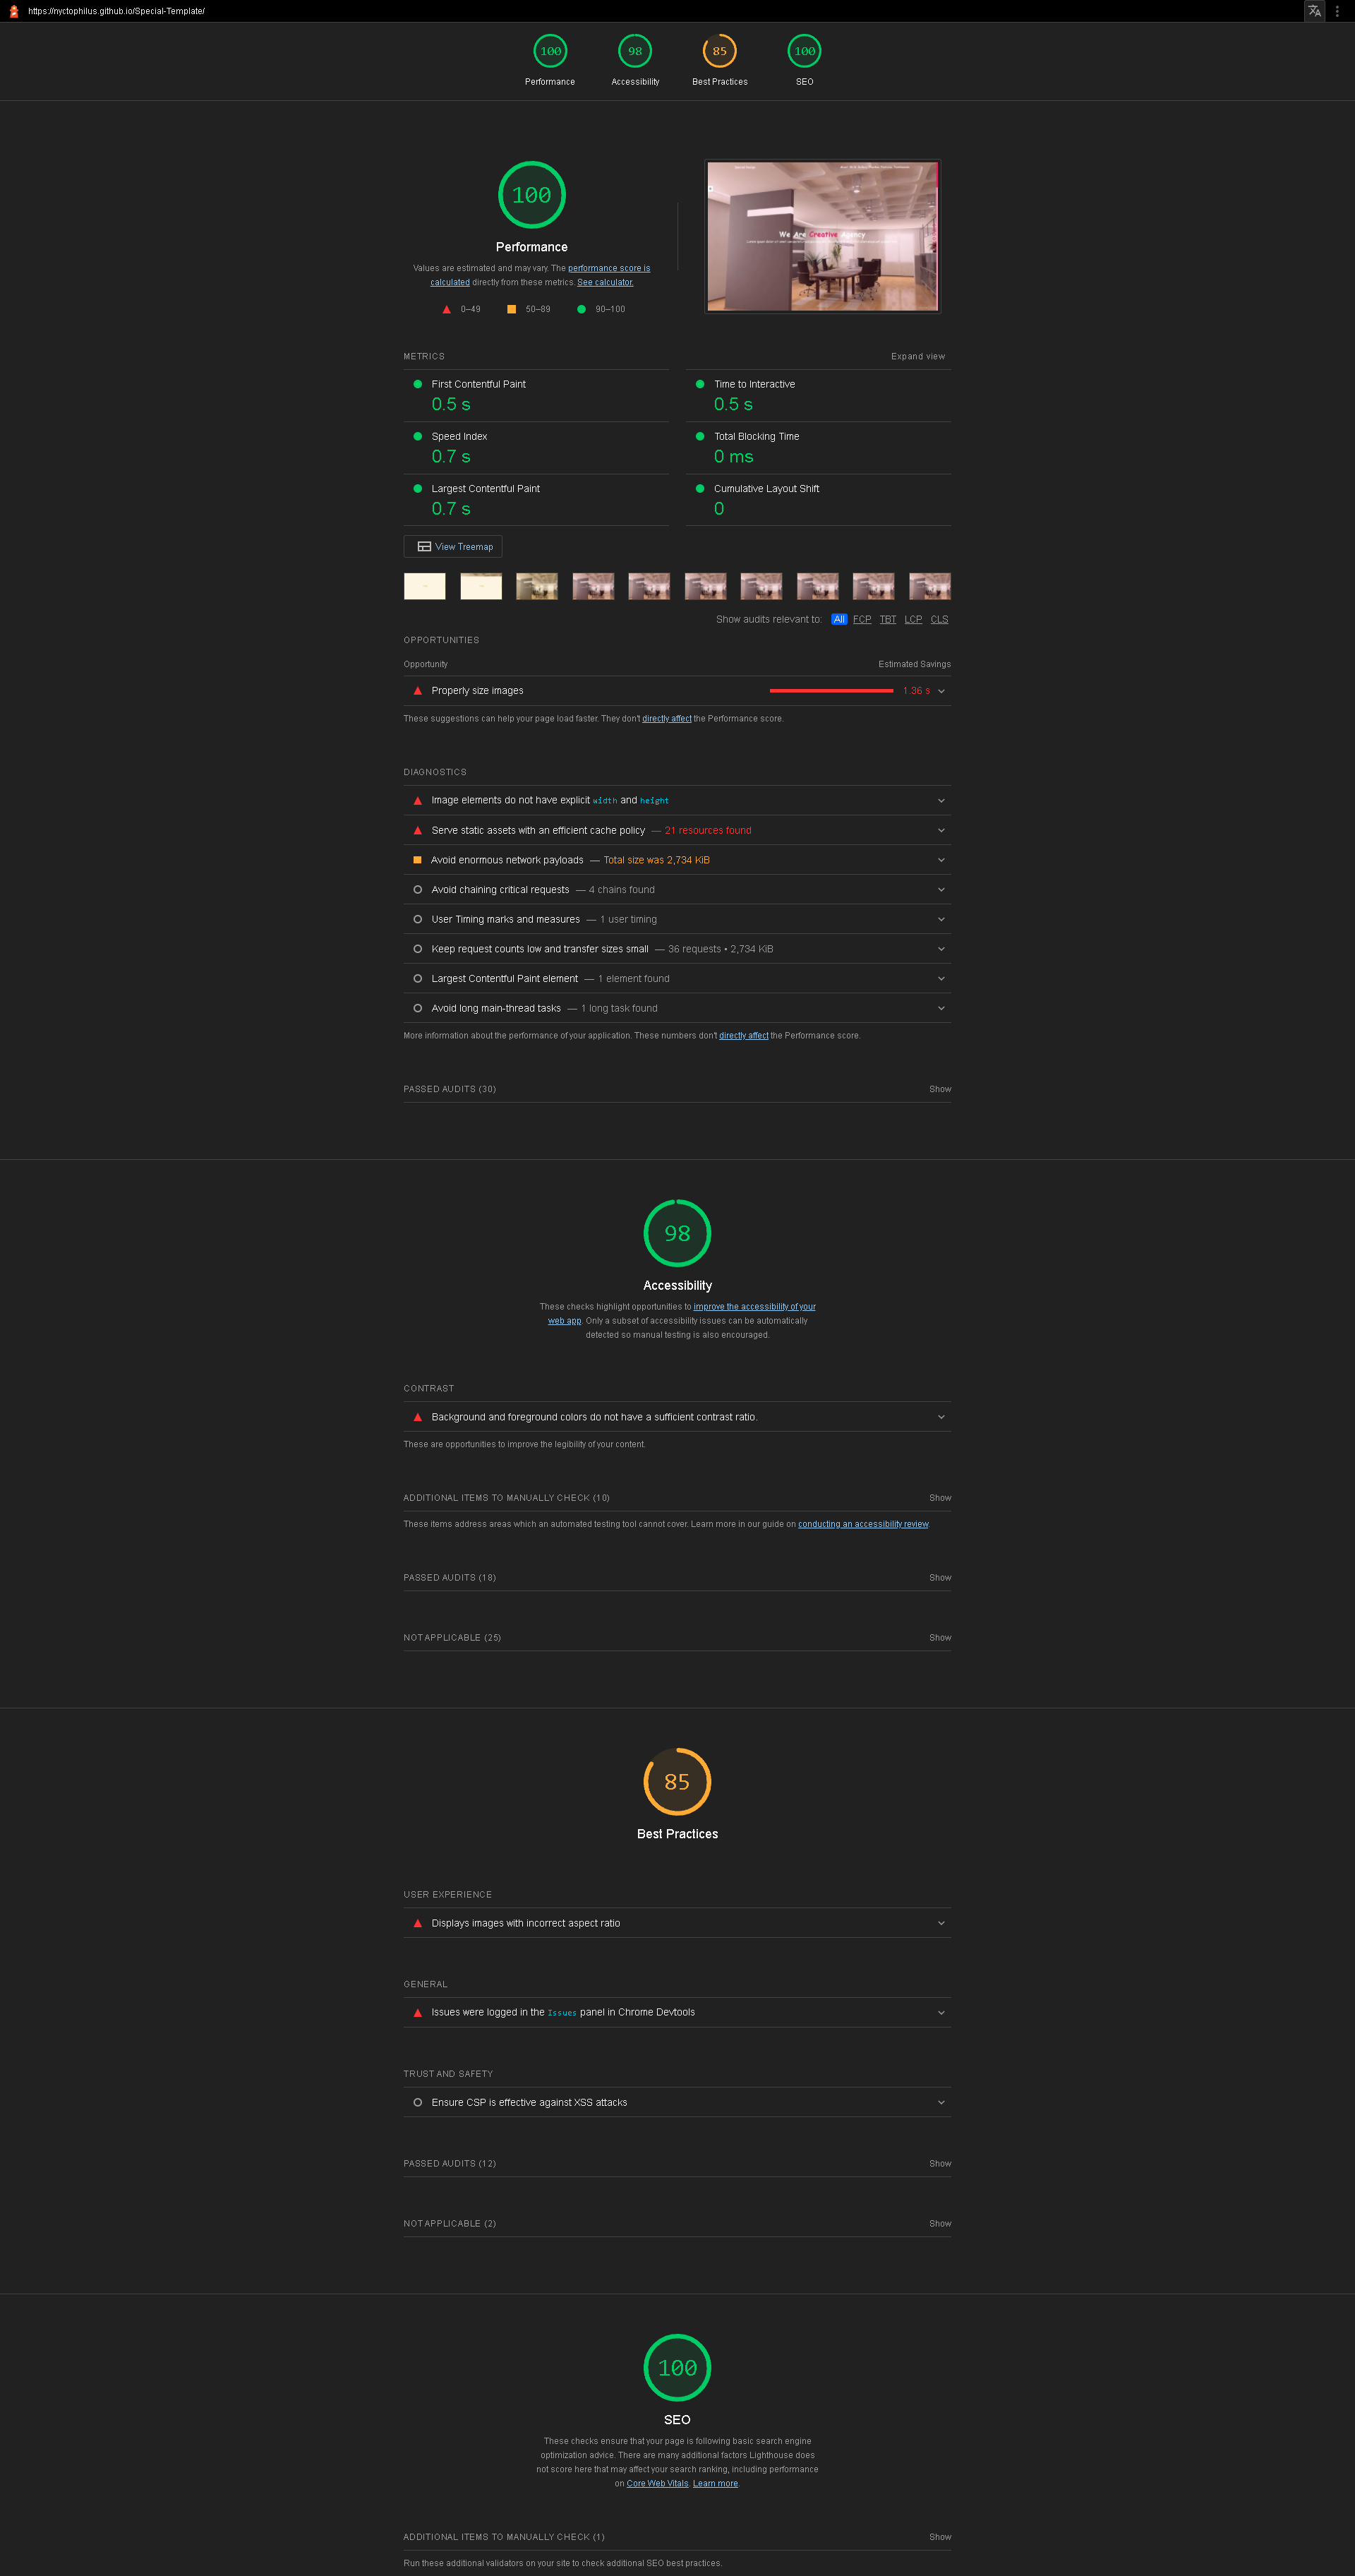 https://nyctophilus.github.io/Special-Template/
100
98
85
100
Performance
Accessibility
Best Practices
SEO
100
Performance
Values are estimated and may vary. The performance score is
calculated directly from these metrics. See calculator.
0–49
50–89
90–100
We Are Creative Agency
METRICS
Expand view
First Contentful Paint
0.5 s
Time to Interactive
0.5 s
Speed Index
0.7 s
Total Blocking Time
0 ms
Largest Contentful Paint
0.7 s
Cumulative Layout Shift
0
View Treemap
Show audits relevant to: All FCP TBT LCP CLS
OPPORTUNITIES
Opportunity
Estimated Savings
Properly size images
1.36 s
These suggestions can help your page load faster. They don't directly affect the Performance score.
DIAGNOSTICS
Image elements do not have explicit width and height
Serve static assets with an efficient cache policy — 21 resources found
Avoid enormous network payloads — Total size was 2,734 KiB
Avoid chaining critical requests — 4 chains found
User Timing marks and measures — 1 user timing
Keep request counts low and transfer sizes small — 36 requests • 2,734 KiB
Largest Contentful Paint element — 1 element found
Avoid long main-thread tasks — 1 long task found
More information about the performance of your application. These numbers don't directly affect the Performance score.
PASSED AUDITS (30)
Show
98
Accessibility
These checks highlight opportunities to improve the accessibility of your
web app. Only a subset of accessibility issues can be automatically
detected so manual testing is also encouraged.
CONTRAST
Background and foreground colors do not have a sufficient contrast ratio.
These are opportunities to improve the legibility of your content.
ADDITIONAL ITEMS TO MANUALLY CHECK (10)
Show
These items address areas which an automated testing tool cannot cover. Learn more in our guide on conducting an accessibility review.
PASSED AUDITS (18)
Show
NOT APPLICABLE (25)
Show
85
Best Practices
USER EXPERIENCE
Displays images with incorrect aspect ratio
GENERAL
Issues were logged in the Issues panel in Chrome Devtools
TRUST AND SAFETY
Ensure CSP is effective against XSS attacks
PASSED AUDITS (12)
Show
NOT APPLICABLE (2)
Show
100
SEO
These checks ensure that your page is following basic search engine
optimization advice. There are many additional factors Lighthouse does
not score here that may affect your search ranking, including performance
on Core Web Vitals. Learn more.
ADDITIONAL ITEMS TO MANUALLY CHECK (1)
Show
Run these additional validators on your site to check additional SEO best practices.